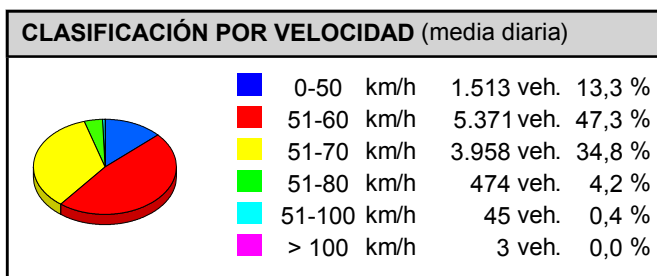 CLASIFICACIÓN POR VELOCIDAD (media diaria)
0-50 km/h 1.513 veh. 13,3 %
51-60 km/h 5.371 veh. 47,3 %
51-70 km/h 3.958 veh. 34,8 %
51-80 km/h 474 veh. 4,2 %
51-100 km/h 45 veh. 0,4 %
> 100 km/h 3 veh. 0,0 %